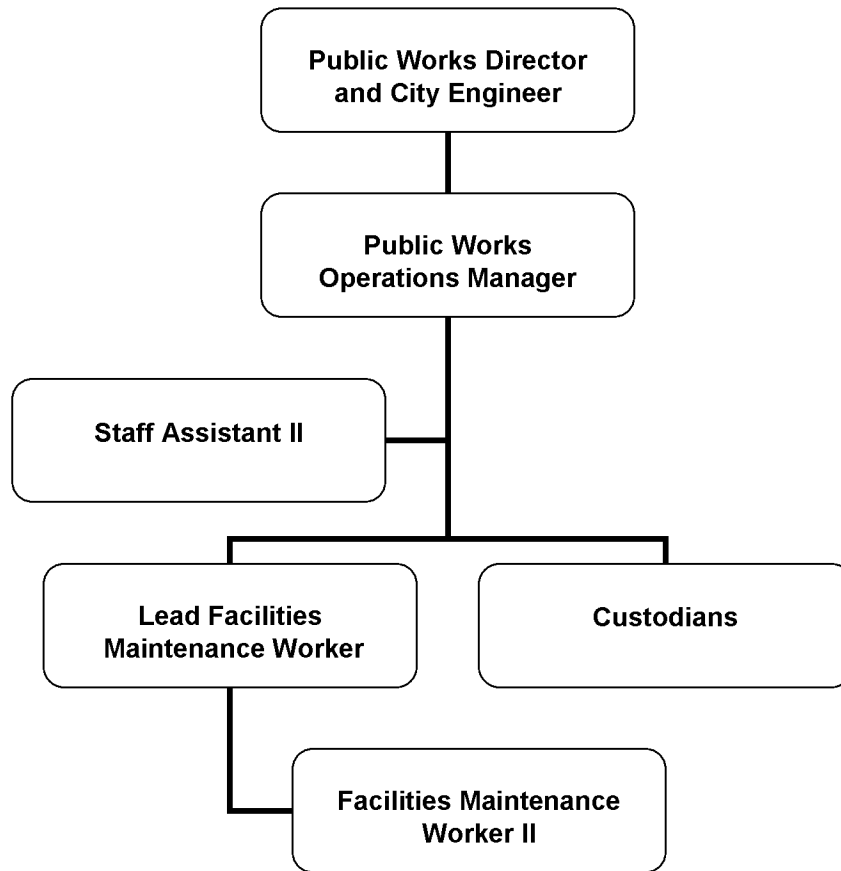 Public Works Director
and City Engineer
Public Works
Operations Manager
Staff Assistant II
Lead Facilities
Maintenance Worker
Custodians
Facilities Maintenance
Worker II